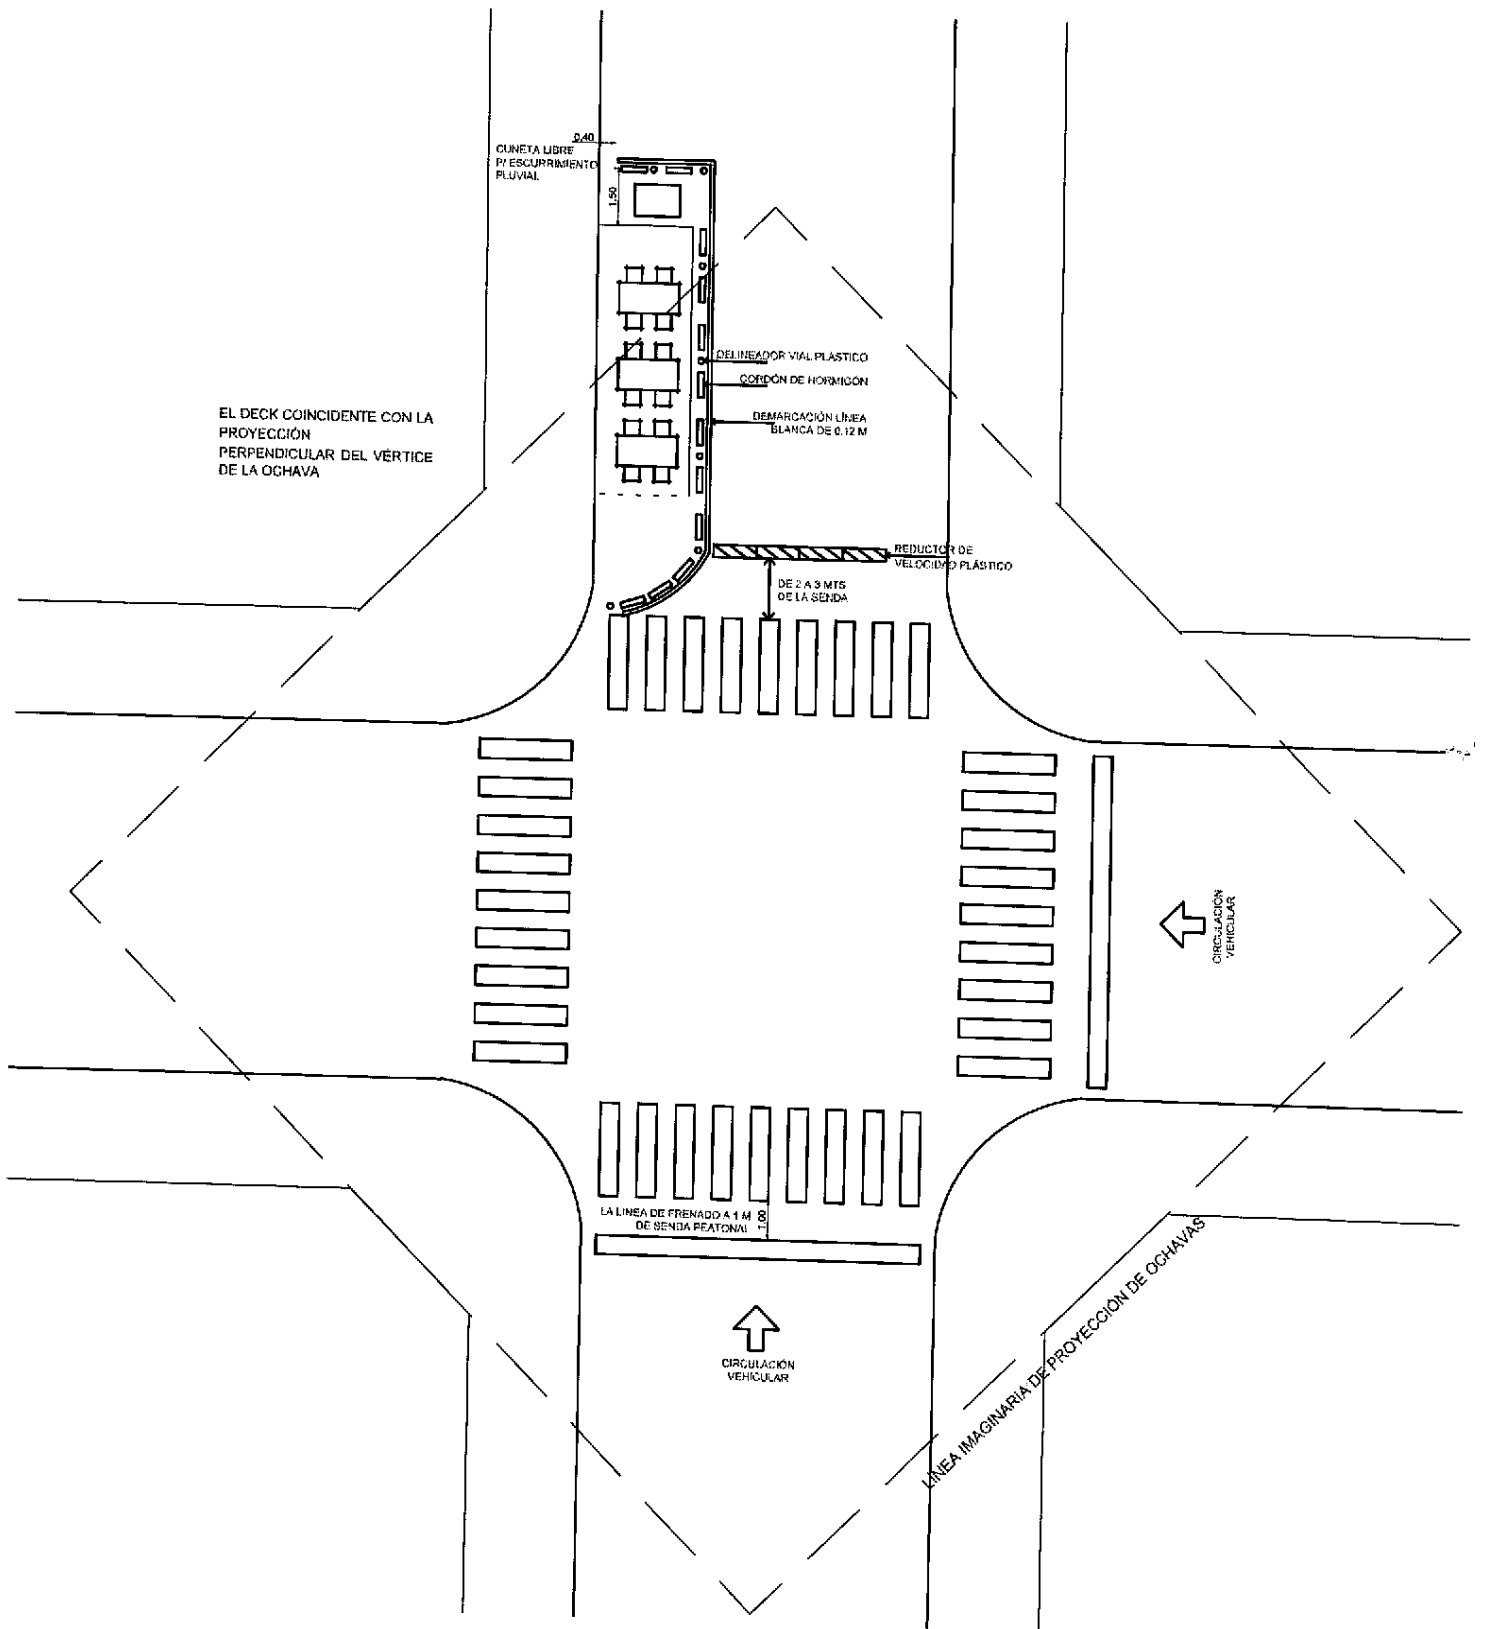 0,40
CUNETA LIBRE
P/ ESCURRIMIENTO
PLUVIAL
1,50
DELINEADOR VIAL PLÁSTICO
CORDÓN DE HORMIGÓN
DEMARCACIÓN LÍNEA
BLANCA DE 0.12 M
EL DECK COINCIDENTE CON LA
PROYECCIÓN
PERPENDICULAR DEL VÉRTICE
DE LA OCHAVA
REDUCTOR DE
VELOCIDAD PLÁSTICO
DE 2 A 3 MTS
DE LA SENDA
CIRCULACIÓN
VEHICULAR
LA LINEA DE FRENADO A 1 M
DE SENDA PEATONAL
1,00
CIRCULACIÓN
VEHICULAR
LÍNEA IMAGINARIA DE PROYECCIÓN DE OCHAVAS